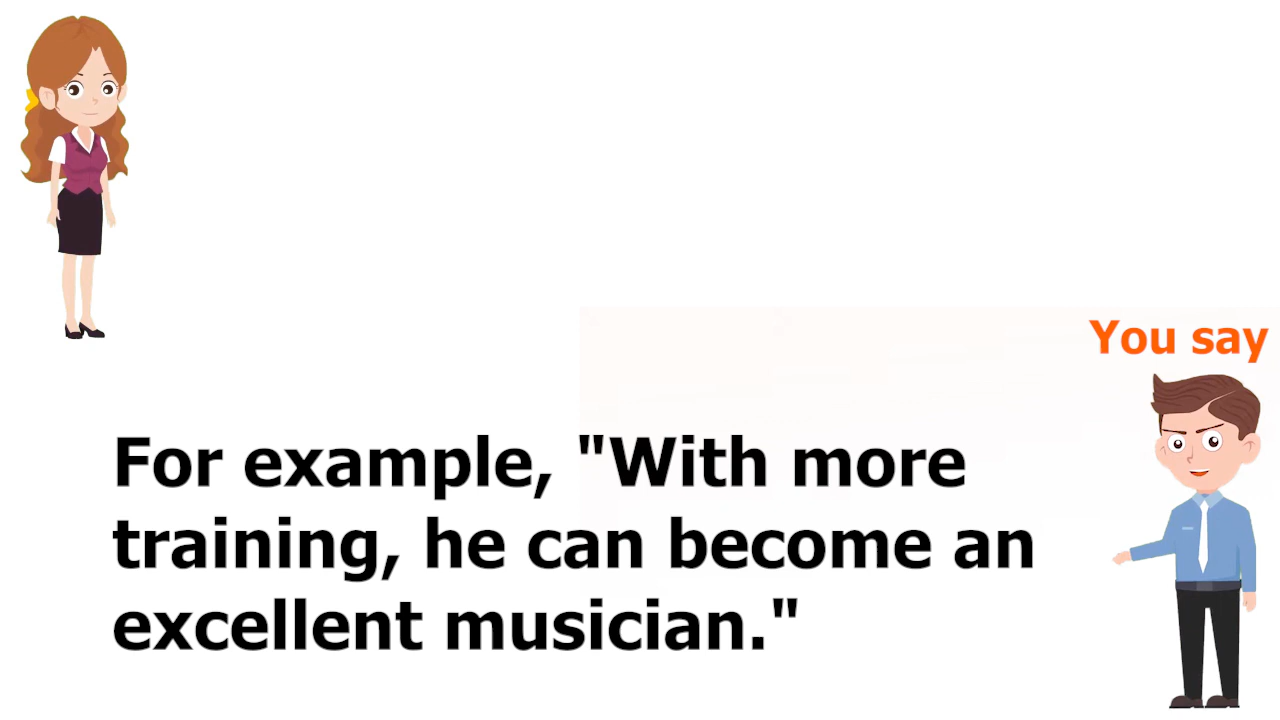 You say
For example, "With more
training, he can become an
excellent musician."